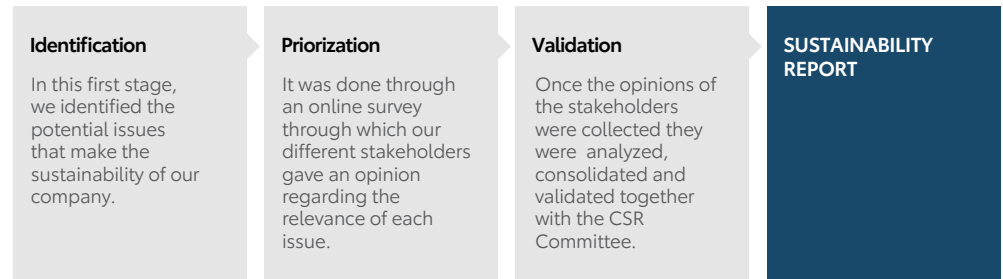 Identification
In this first stage,
we identified the
potential issues
that make the
sustainability of our
company.
Priorization
It was done through
an online survey
through which our
different stakeholders
gave an opinion
regarding the
relevance of each
issue.
Validation
Once the opinions of
the stakeholders
were collected they
were analyzed,
consolidated and
validated together
with the CSR
Committee.
SUSTAINABILITY
REPORT